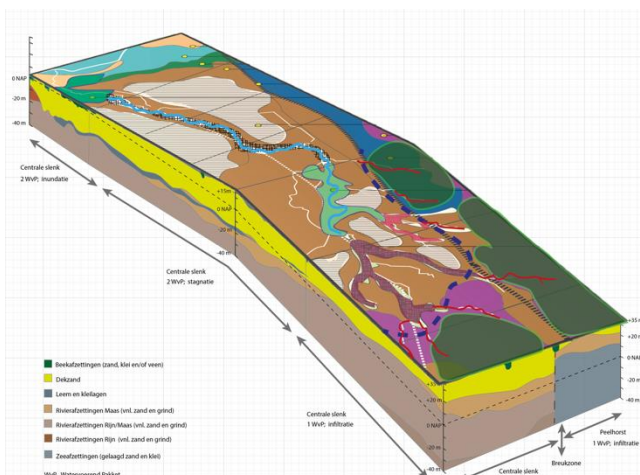 0 NAP
-20 m
-40 m
Centrale slenk
2 WvP; inundatie
+15m
0 NAP
-20 m
-40 m
Centrale slenk
2 WvP; stagnatie
+35 m
+20 m
0 NAP
-20 m
-40 m
+20 m
0 NAP
-20 m
-40 m
Centrale slenk
1 WvP; infiltratie
Peelhorst
1 WvP; infiltratie
Breukzone
Centrale slenk
Beekafzettingen (zand, klei en/of veen)
Dekzand
Leem en kleilagen
Rivierafzettingen Maas (vnl. zand en grind)
Rivierafzettingen Rijn/Maas (vnl. zand en grind)
Rivierafzettingen Rijn (vnl. zand en grind)
Zeeafzettingen (gelaagd zand en klei)